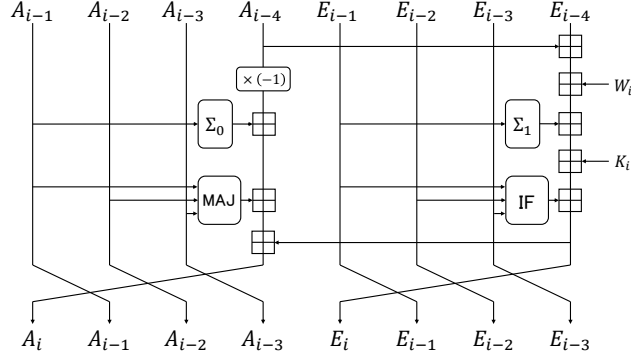 A_{i−1} A_{i−2} A_{i−3} A_{i−4} E_{i−1} E_{i−2} E_{i−3} E_{i−4}
× (−1)
W_i
Σ_0 Σ_1
K_i
MAJ IF
A_i A_{i−1} A_{i−2} A_{i−3} E_i E_{i−1} E_{i−2} E_{i−3}